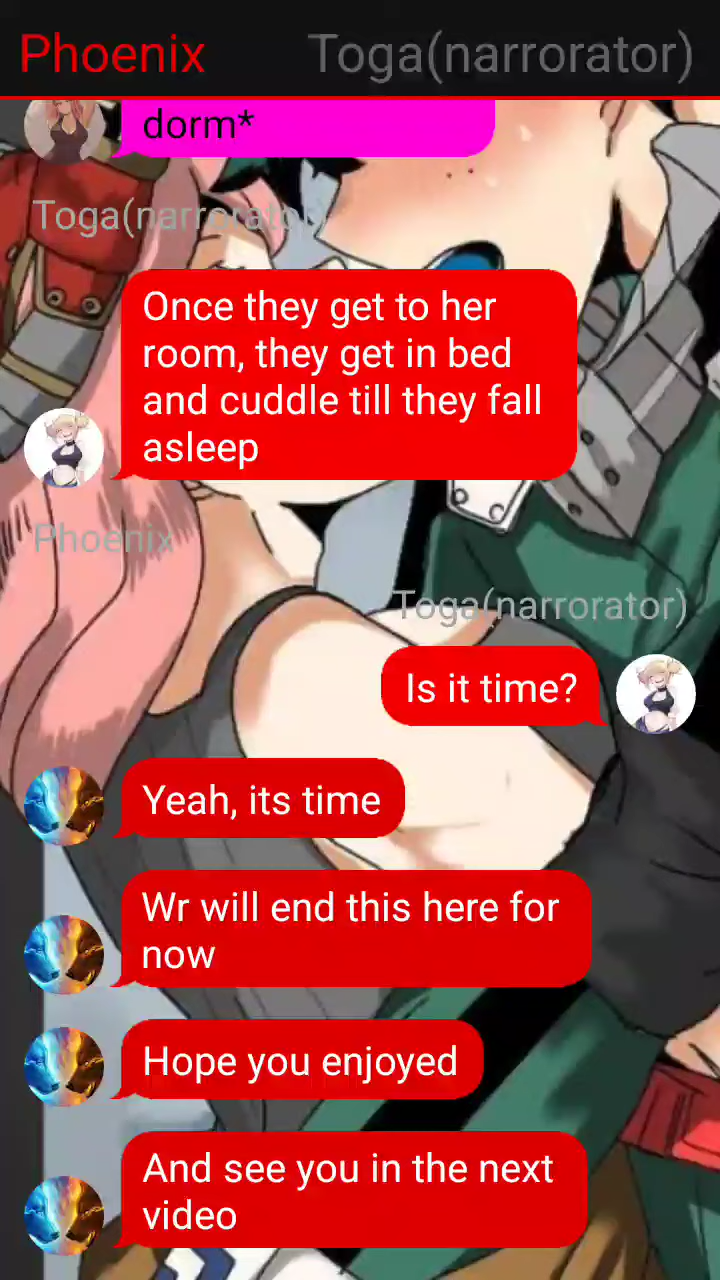 Phoenix Toga(narrorator)
dorm*
Toga(narrorator)
Once they get to her
room, they get in bed
and cuddle till they fall
asleep
Phoenix
Toga(narrorator)
Is it time?
Yeah, its time
Wr will end this here for
now
Hope you enjoyed
And see you in the next
video